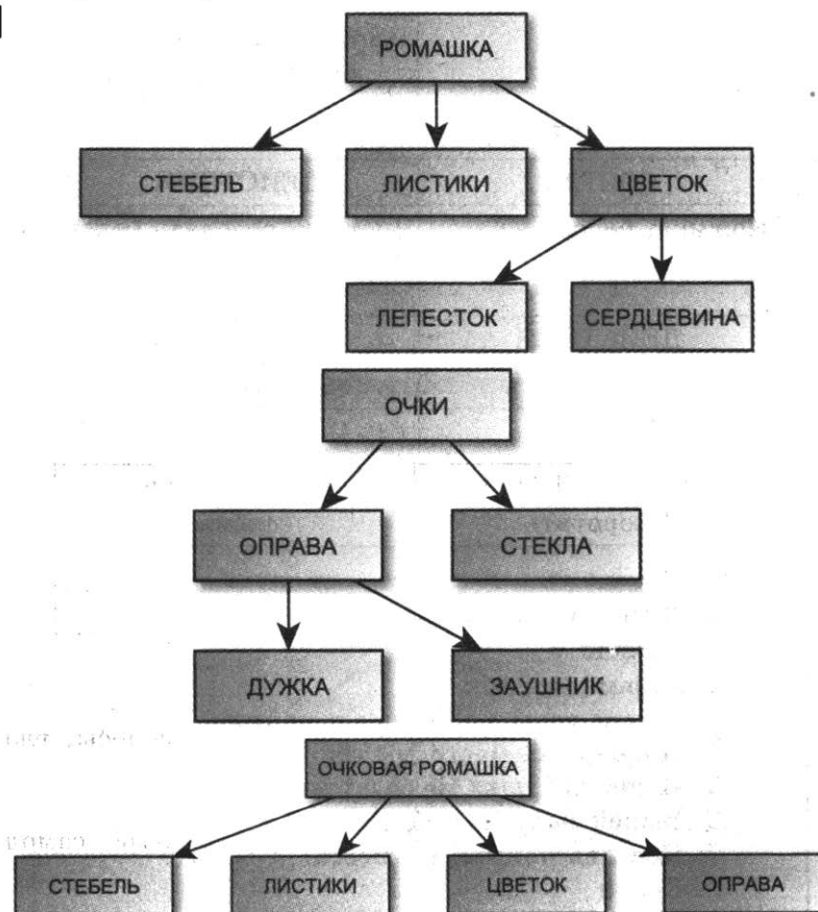 РОМАШКА
СТЕБЕЛЬ ЛИСТИКИ ЦВЕТОК
ЛЕПЕСТОК СЕРДЦЕВИНА
ОЧКИ
ОПРАВА СТЕКЛА
ДУЖКА ЗАУШНИК
ОЧКОВАЯ РОМАШКА
СТЕБЕЛЬ ЛИСТИКИ ЦВЕТОК ОПРАВА